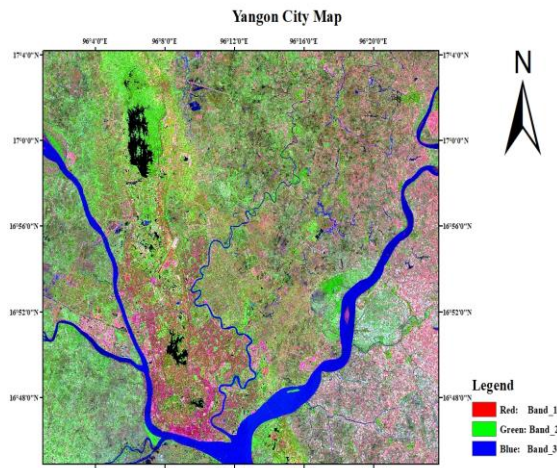 Yangon City Map
96°4'0"E 96°8'0"E 96°12'0"E 96°16'0"E 96°20'0"E
17°4'0"N 17°4'0"N
N
17°0'0"N 17°0'0"N
16°56'0"N 16°56'0"N
16°52'0"N 16°52'0"N
16°48'0"N 16°48'0"N
Legend
Red: Band_1
Green: Band_2
Blue: Band_3